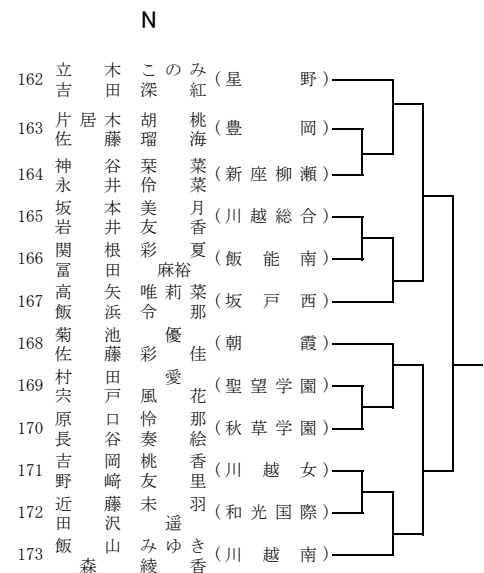 N
162 立木このみ (星野)
吉田深紅
163 片居木胡桃 (豊岡)
佐藤瑠海
164 神谷栞菜 (新座柳瀬)
永井伶菜
165 坂本美月 (川越総合)
岩井友香
166 関根彩夏 (飯能南)
冨田麻裕
167 高矢唯莉菜 (坂戸西)
飯浜令那
168 菊池優 (朝霞)
佐藤彩佳
169 村田愛 (聖望学園)
宍戸風花
170 原口怜那 (秋草学園)
長谷奏絵
171 吉岡桃香 (川越女)
野﨑友里
172 近藤未羽 (和光国際)
田沢遥
173 飯山みゆき (川越南)
森綾香